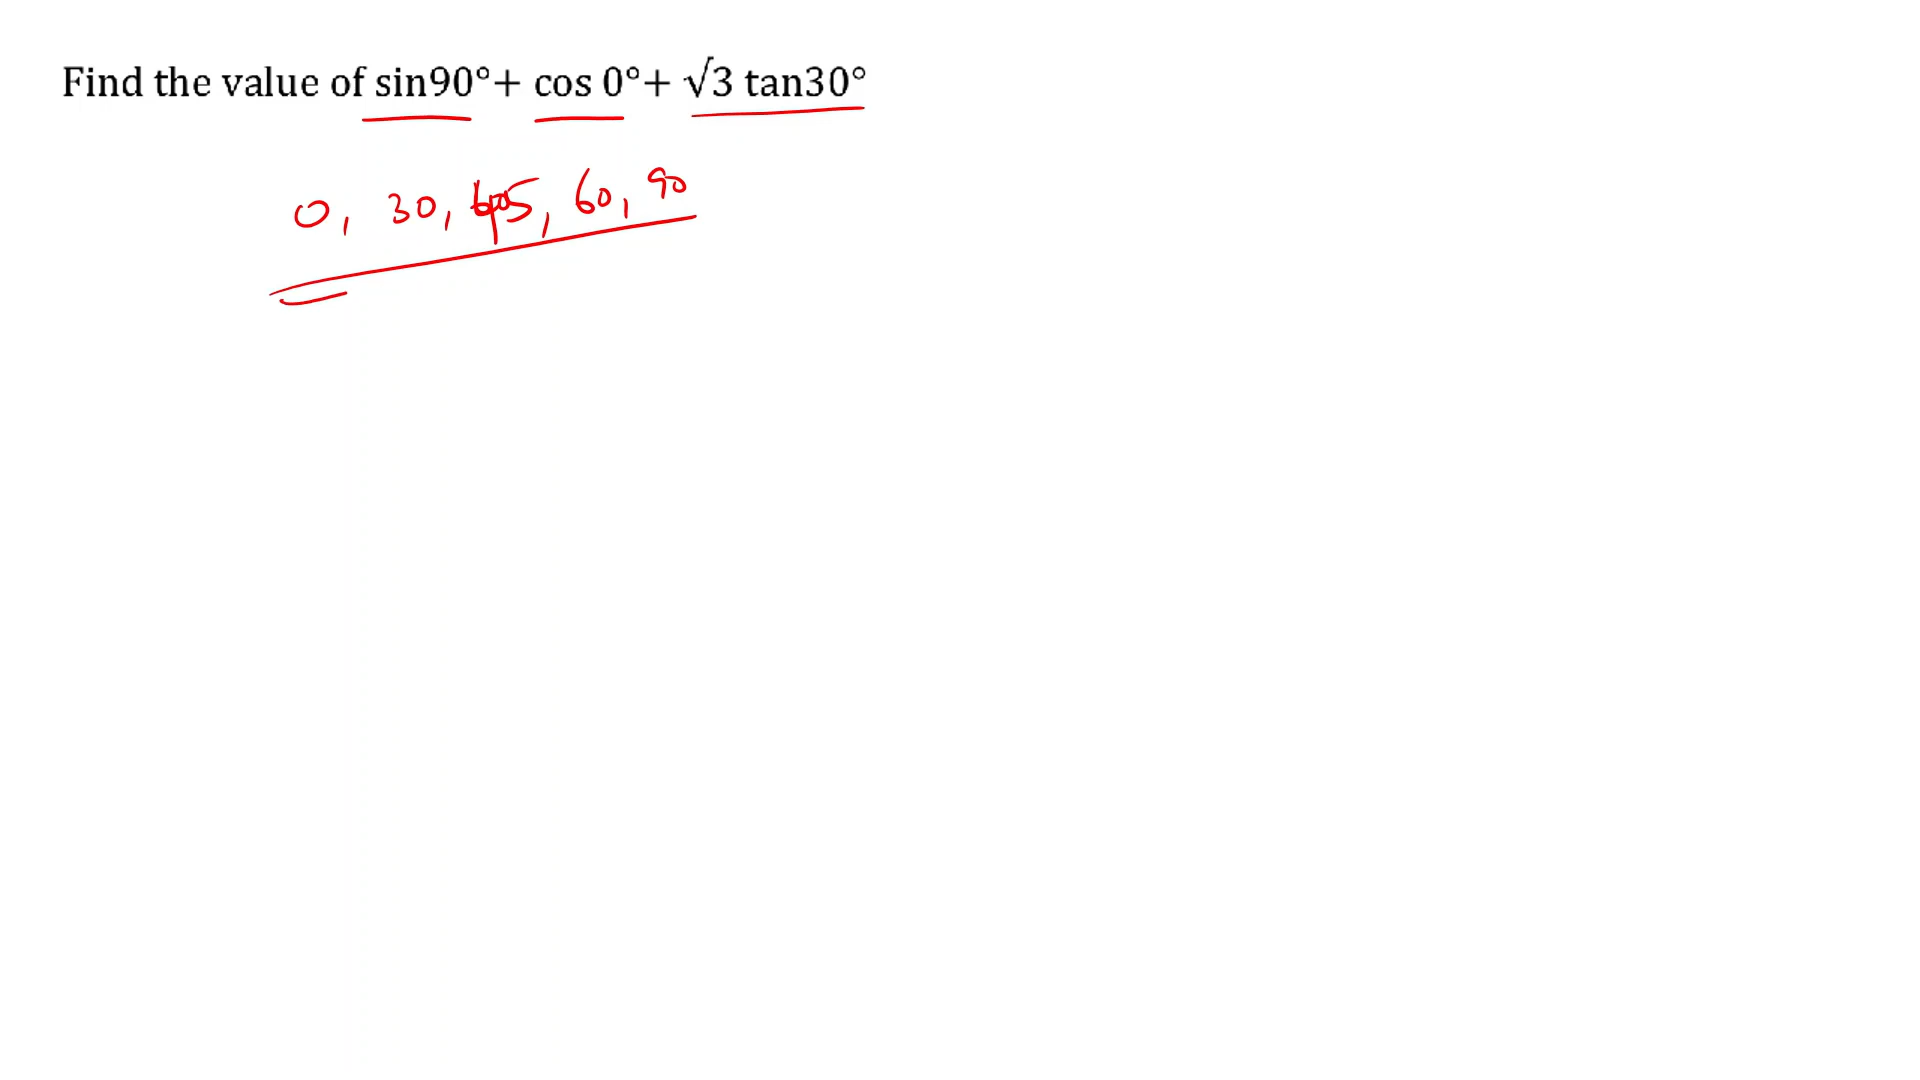 Find the value of sin90°+ cos 0°+ √3 tan30°
0, 30, 45, 60, 90